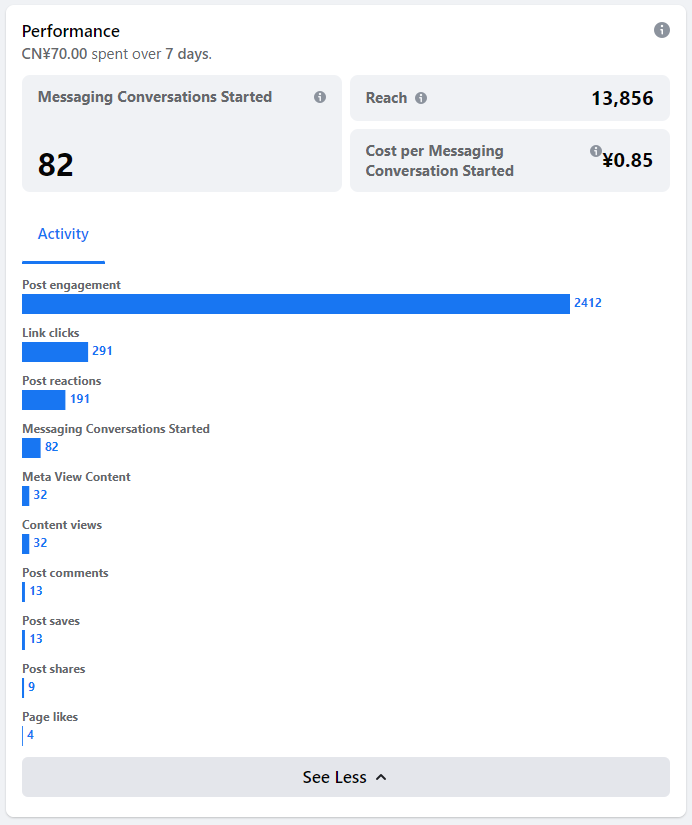 Performance
CN¥70.00 spent over 7 days.
Messaging Conversations Started
82
Reach
13,856
Cost per Messaging
Conversation Started
¥0.85
Activity
Post engagement
2412
Link clicks
291
Post reactions
191
Messaging Conversations Started
82
Meta View Content
32
Content views
32
Post comments
13
Post saves
13
Post shares
9
Page likes
4
See Less